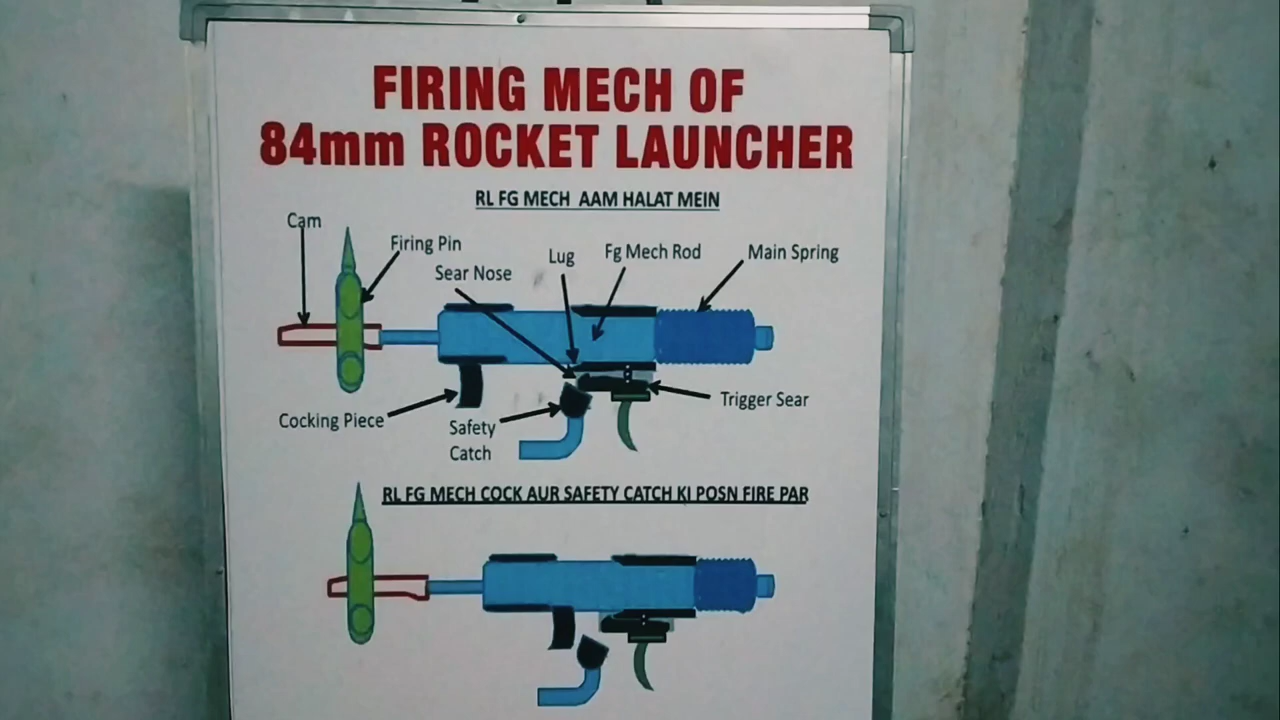 FIRING MECH OF
84mm ROCKET LAUNCHER
RL FG MECH AAM HALAT MEIN
Cam
Firing Pin
Sear Nose
Lug
Fg Mech Rod
Main Spring
Cocking Piece
Safety
Catch
Trigger Sear
RL FG MECH COCK AUR SAFETY CATCH KI POSN FIRE PAR